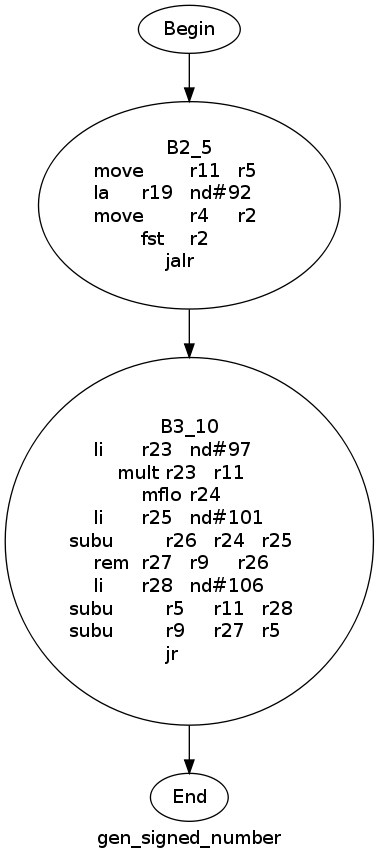 Begin
B2_5
move r11 r5
la r19 nd#92
move r4 r2
fst r2
jalr
B3_10
li r23 nd#97
mult r23 r11
mflo r24
li r25 nd#101
subu r26 r24 r25
rem r27 r9 r26
li r28 nd#106
subu r5 r11 r28
subu r9 r27 r5
jr
End
gen_signed_number